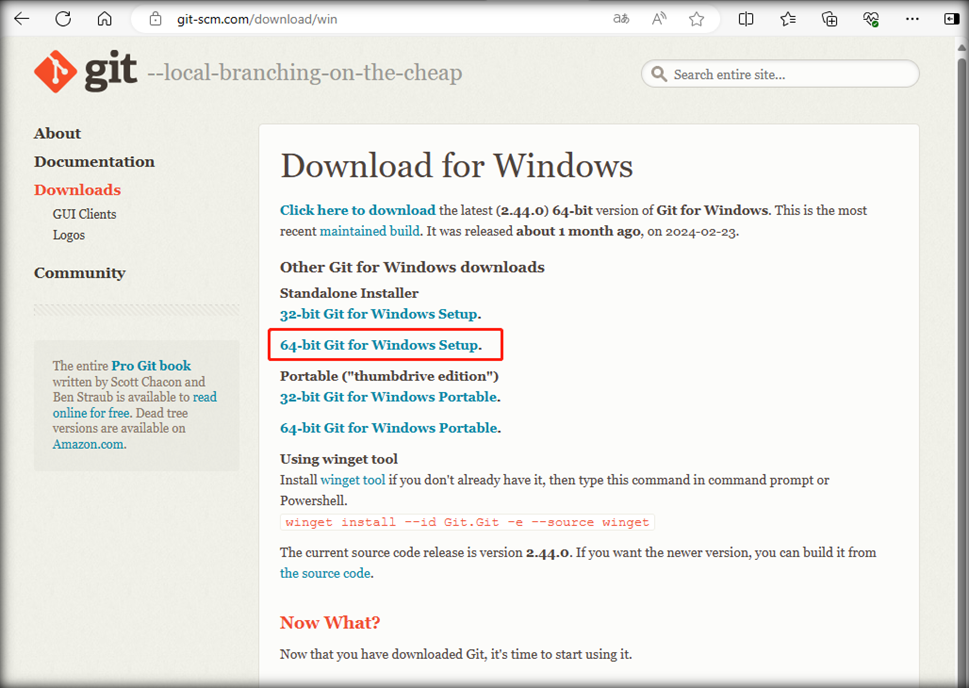 git-scm.com/download/win
git --local-branching-on-the-cheap
Search entire site...
About
Documentation
Downloads
GUI Clients
Logos
Community
The entire Pro Git book
written by Scott Chacon and
Ben Straub is available to read
online for free. Dead tree
versions are available on
Amazon.com.
Download for Windows
Click here to download the latest (2.44.0) 64-bit version of Git for Windows. This is the most
recent maintained build. It was released about 1 month ago, on 2024-02-23.
Other Git for Windows downloads
Standalone Installer
32-bit Git for Windows Setup.
64-bit Git for Windows Setup.
Portable ("thumbdrive edition")
32-bit Git for Windows Portable.
64-bit Git for Windows Portable.
Using winget tool
Install winget tool if you don't already have it, then type this command in command prompt or
Powershell.
winget install --id Git.Git -e --source winget
The current source code release is version 2.44.0. If you want the newer version, you can build it from
the source code.
Now What?
Now that you have downloaded Git, it's time to start using it.